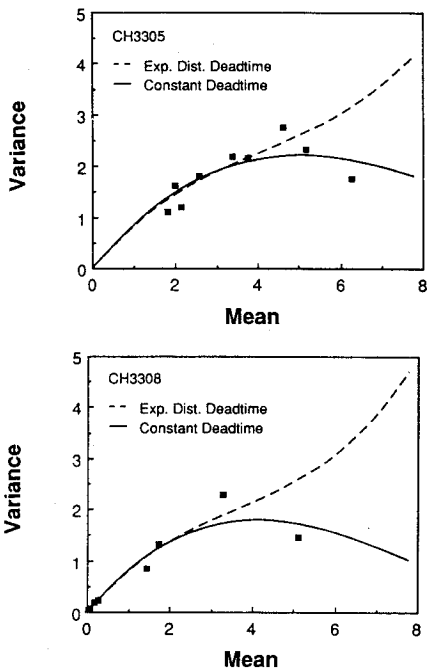 CH3305
Exp. Dist. Deadtime
Constant Deadtime
Variance
5
4
3
2
1
0
0 2 4 6 8
Mean
CH3308
Exp. Dist. Deadtime
Constant Deadtime
Variance
5
4
3
2
1
0
0 2 4 6 8
Mean